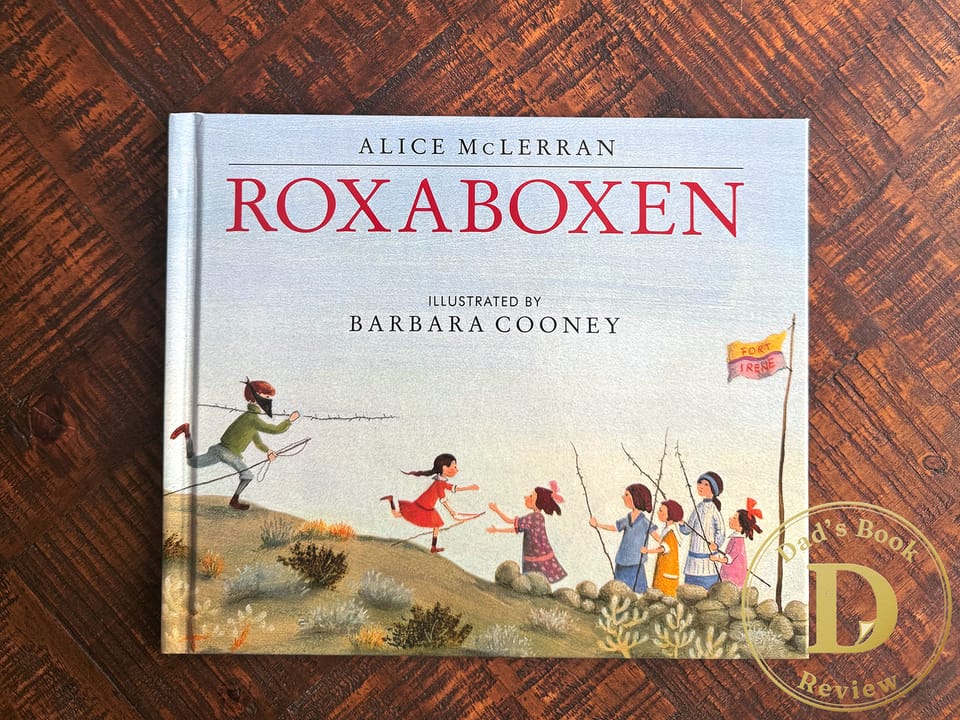 ALICE McLERRAN
ROXABOXEN
ILLUSTRATED BY
BARBARA COONEY
FORT
IRENE
Dad's Book
D
Review